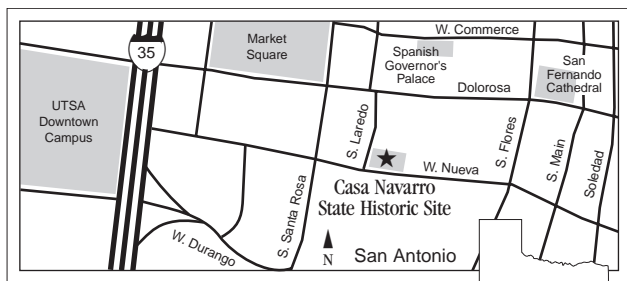 W. Commerce
35
Market
Square
Spanish
Governor's
Palace
San
Fernando
Cathedral
Dolorosa
UTSA
Downtown
Campus
S. Laredo
S. Flores
S. Main
Soledad
W. Nueva
Casa Navarro
State Historic Site
S. Santa Rosa
W. Durango
N
San Antonio